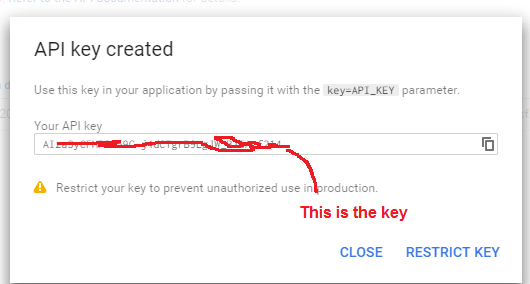 API key created
Use this key in your application by passing it with the key=API_KEY parameter.
Your API key
Restrict your key to prevent unauthorized use in production.
This is the key
CLOSE RESTRICT KEY